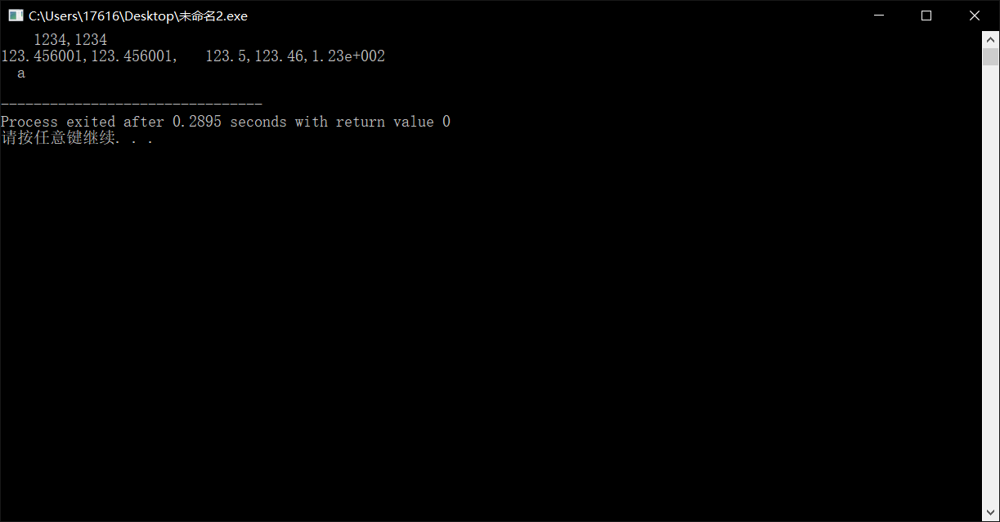 C:\Users\17616\Desktop\未命名2.exe
    1234,1234
123.456001,123.456001,   123.5,123.46,1.23e+002
  a
--------------------------------
Process exited after 0.2895 seconds with return value 0
请按任意键继续. . .